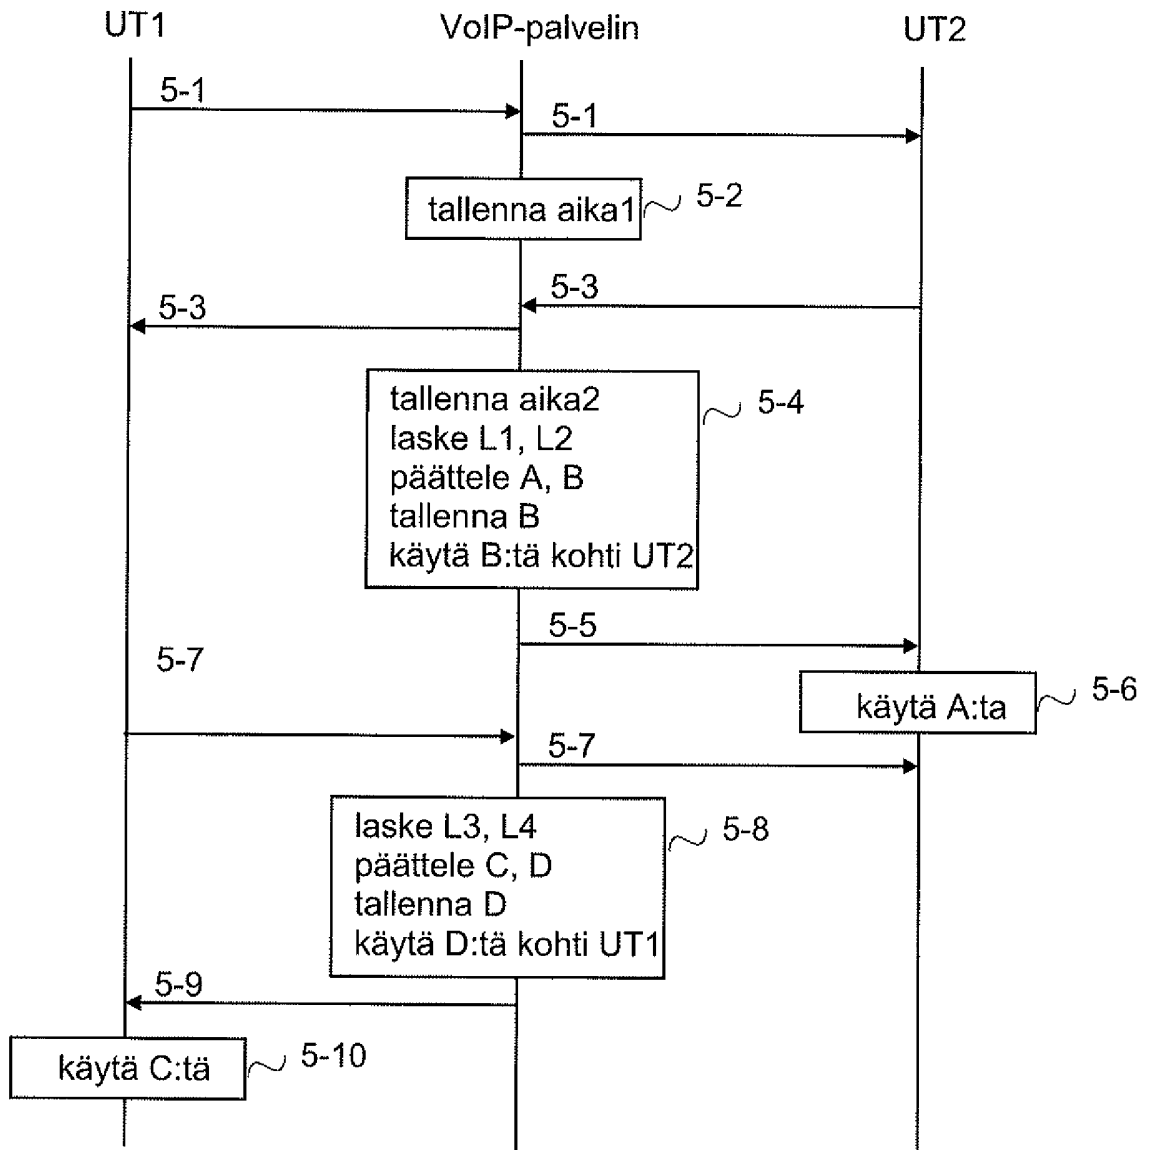 UT1
VoIP-palvelin
UT2
5-1
5-1
tallenna aika1
5-2
5-3
5-3
tallenna aika2
laske L1, L2
päättele A, B
tallenna B
käytä B:tä kohti UT2
5-4
5-5
5-7
käytä A:ta
5-6
5-7
laske L3, L4
päättele C, D
tallenna D
käytä D:tä kohti UT1
5-8
5-9
käytä C:tä
5-10